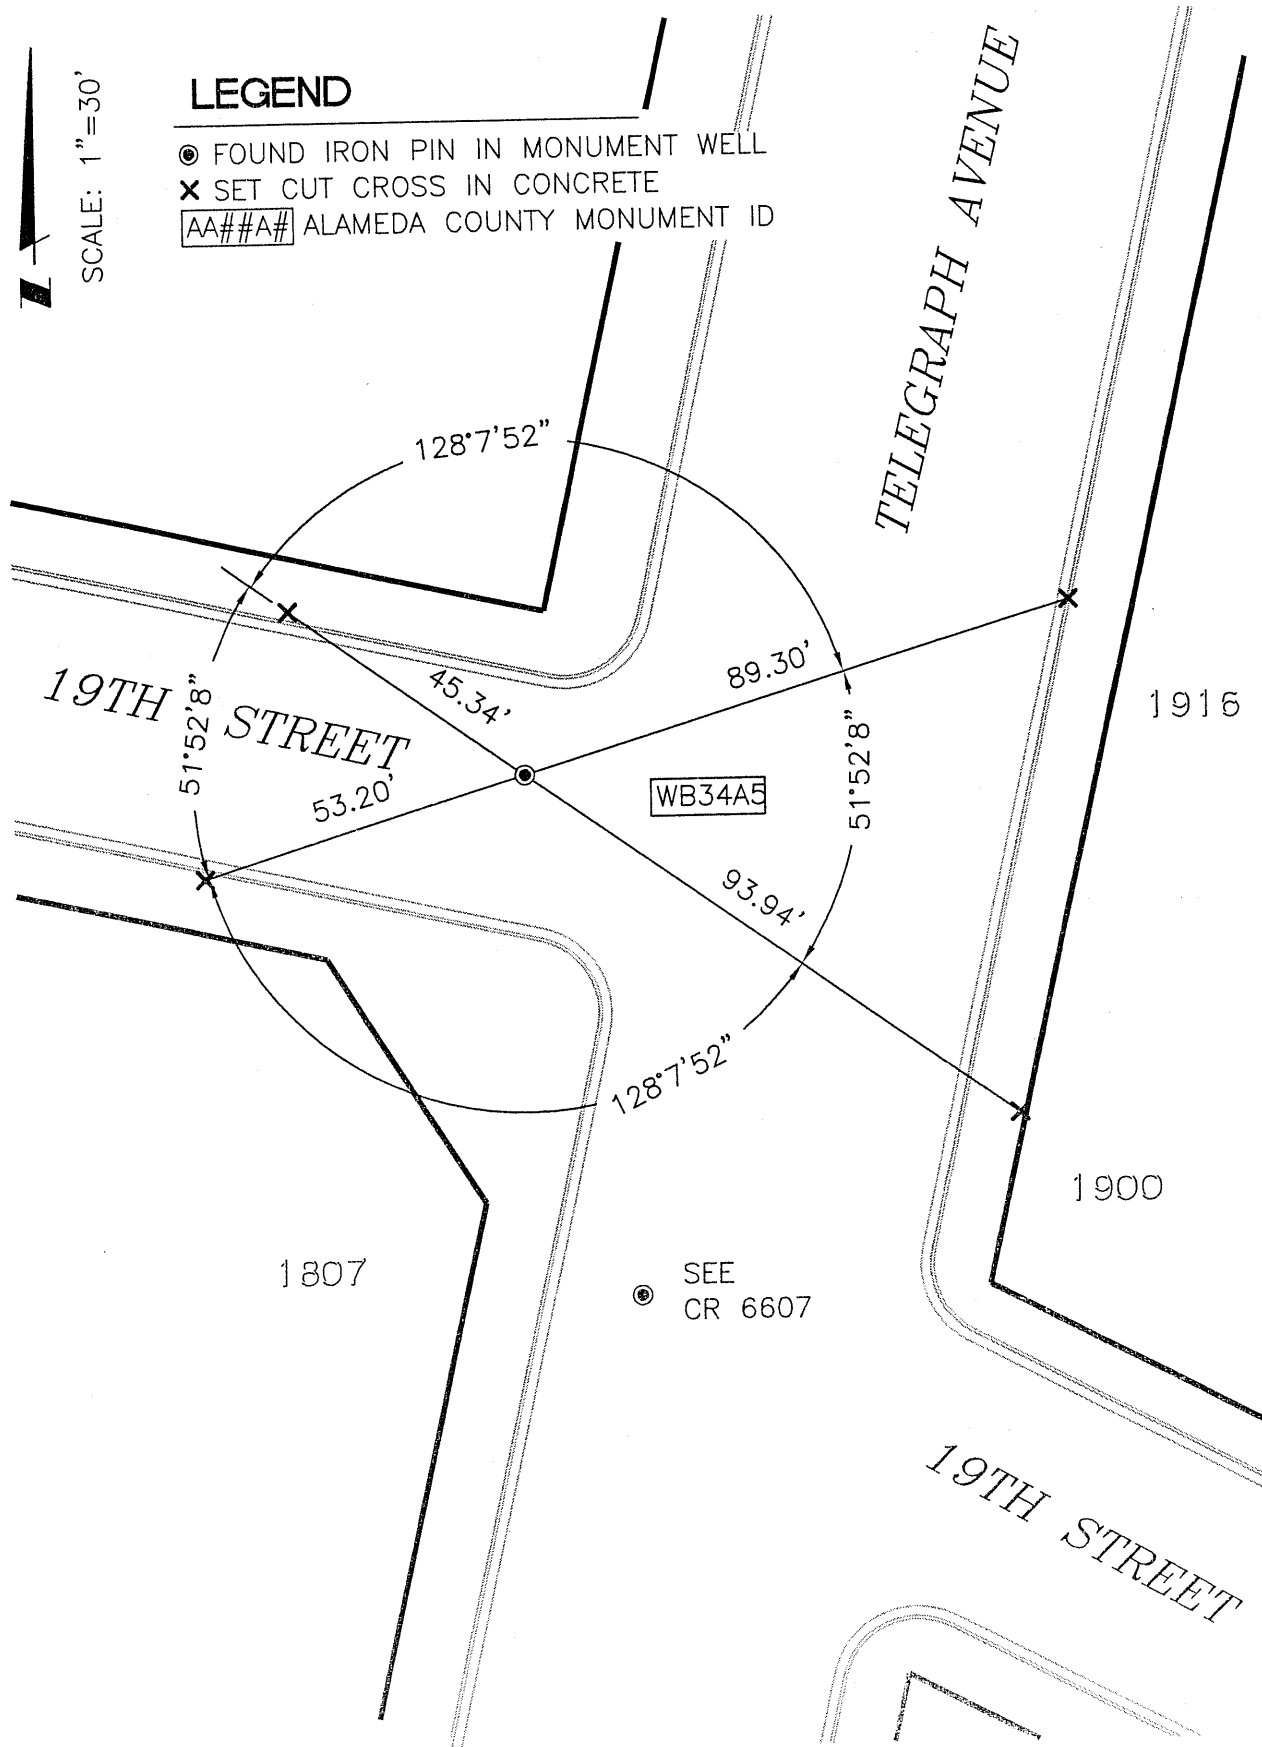 SCALE: 1"=30'
N
LEGEND
FOUND IRON PIN IN MONUMENT WELL
SET CUT CROSS IN CONCRETE
AA##A# ALAMEDA COUNTY MONUMENT ID
TELEGRAPH AVENUE
128°7'52"
89.30'
45.34'
19TH STREET
51°52'8"
53.20'
WB34A5
51°52'8"
1916
93.94'
128°7'52"
1900
1807
SEE
CR 6607
19TH STREET